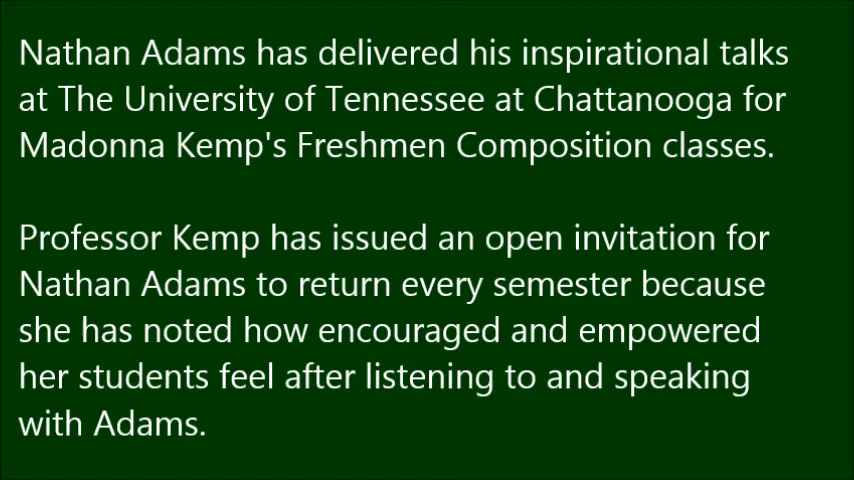 Nathan Adams has delivered his inspirational talks
at The University of Tennessee at Chattanooga for
Madonna Kemp's Freshmen Composition classes.
Professor Kemp has issued an open invitation for
Nathan Adams to return every semester because
she has noted how encouraged and empowered
her students feel after listening to and speaking
with Adams.